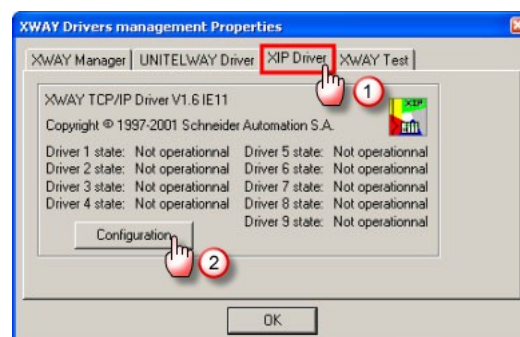 XWAY Drivers management Properties
XWAY Manager UNITELWAY Driver XIP Driver XWAY Test
1
XWAY TCP/IP Driver V1.6 IE11
XIP
Copyright © 1997-2001 Schneider Automation S.A.
Driver 1 state: Not operationnal Driver 5 state: Not operationnal
Driver 2 state: Not operationnal Driver 6 state: Not operationnal
Driver 3 state: Not operationnal Driver 7 state: Not operationnal
Driver 4 state: Not operationnal Driver 8 state: Not operationnal
Driver 9 state: Not operationnal
Configuration
2
OK